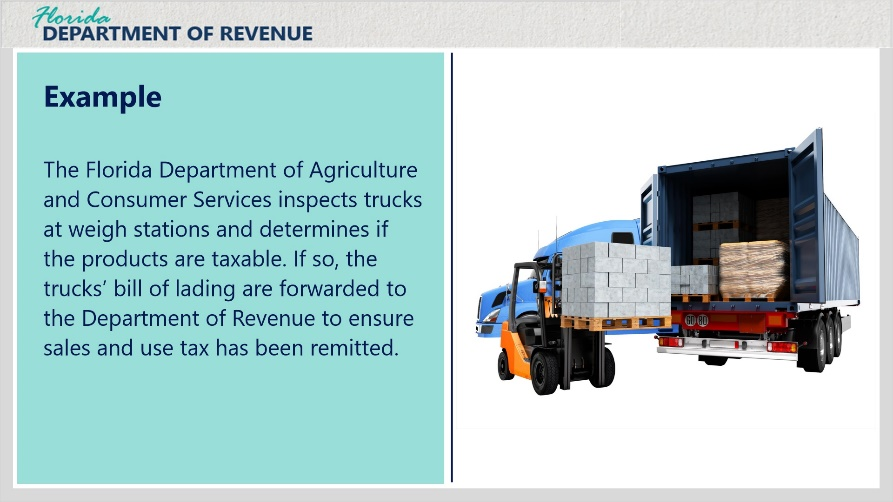 Florida
DEPARTMENT OF REVENUE
Example
The Florida Department of Agriculture
and Consumer Services inspects trucks
at weigh stations and determines if
the products are taxable. If so, the
trucks’ bill of lading are forwarded to
the Department of Revenue to ensure
sales and use tax has been remitted.